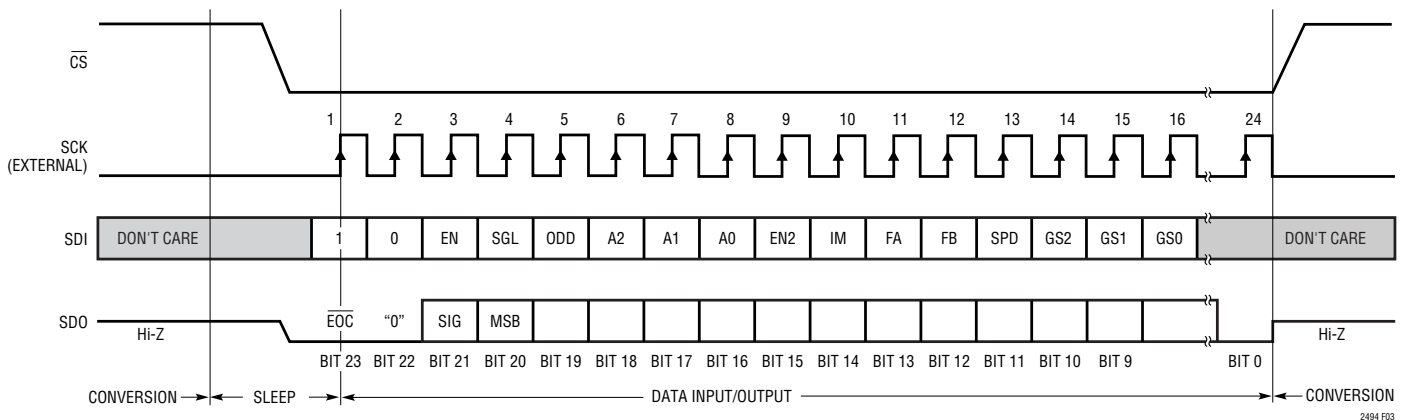 CS
1 2 3 4 5 6 7 8 9 10 11 12 13 14 15 16 24
SCK
(EXTERNAL)
SDI DON'T CARE 1 0 EN SGL ODD A2 A1 A0 EN2 IM FA FB SPD GS2 GS1 GS0 DON'T CARE
SDO Hi-Z EOC “0” SIG MSB Hi-Z
BIT 23 BIT 22 BIT 21 BIT 20 BIT 19 BIT 18 BIT 17 BIT 16 BIT 15 BIT 14 BIT 13 BIT 12 BIT 11 BIT 10 BIT 9 BIT 0
CONVERSION SLEEP DATA INPUT/OUTPUT CONVERSION
2494 F03